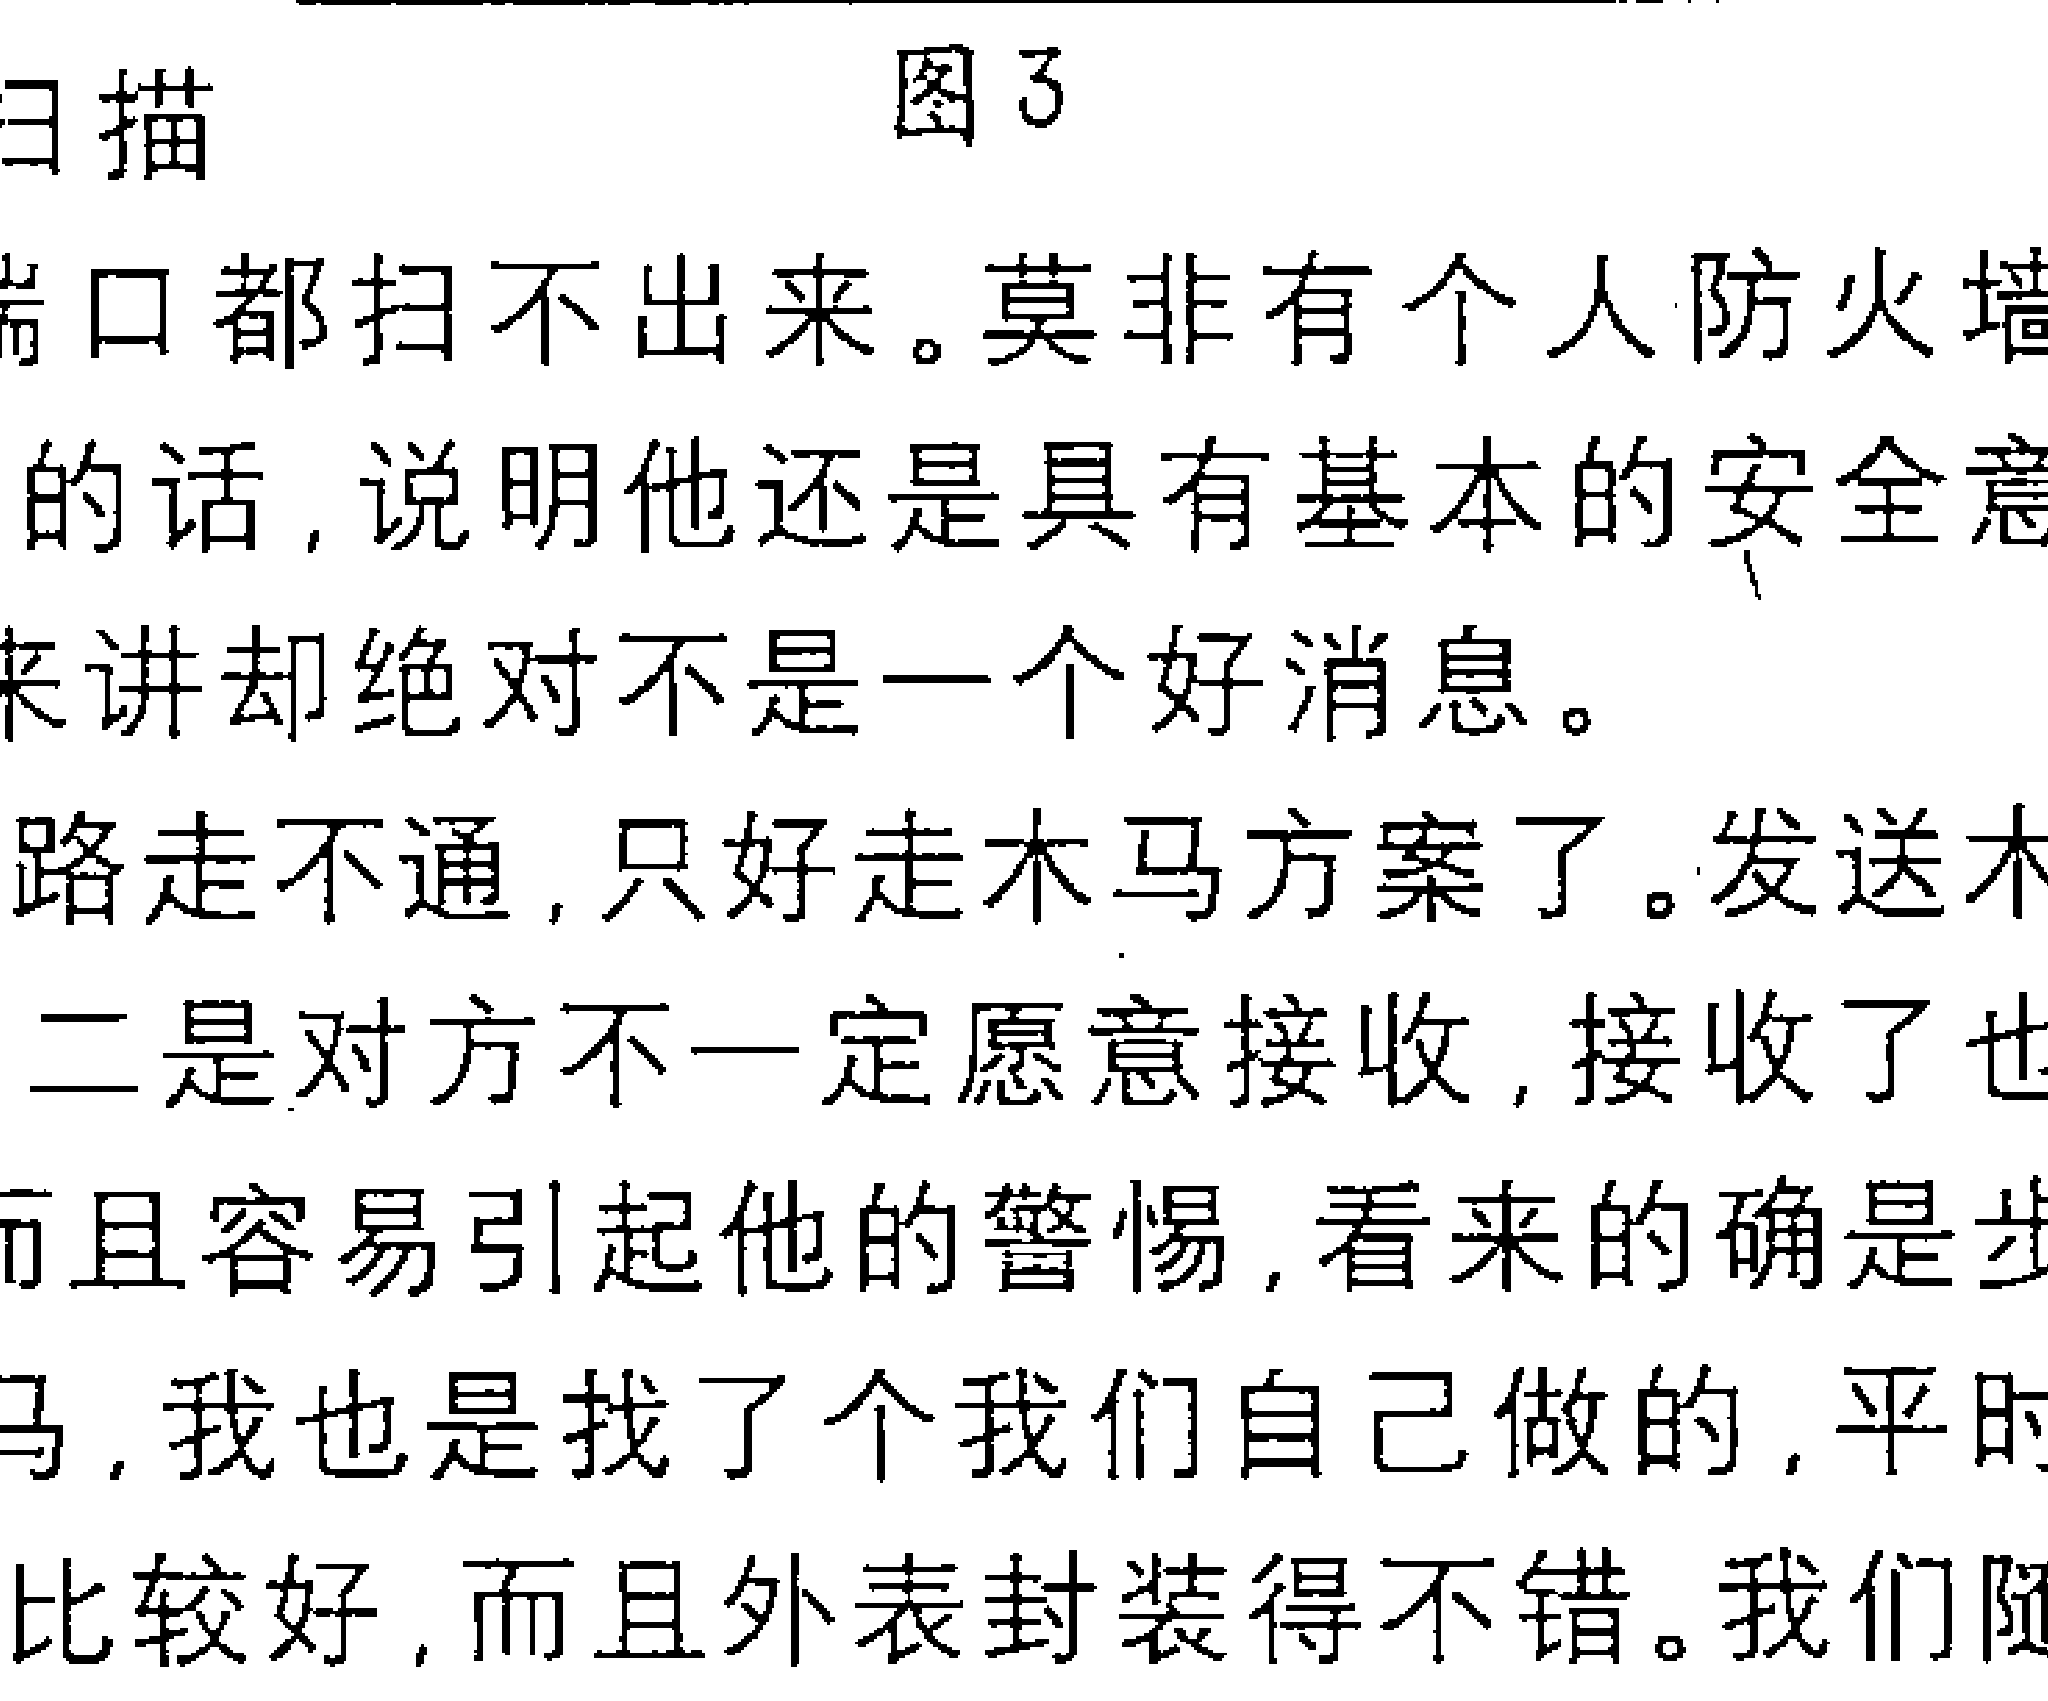 图3
扫描
端口都扫不出来。莫非有个人防火墙
的话,说明他还是具有基本的安全意
来讲却绝对不是一个好消息。
路走不通,只好走木马方案了。发送木
二是对方不一定愿意接收,接收了也
而且容易引起他的警惕,看来的确是步
马,我也是找了个我们自己做的,平时
比较好,而且外表封装得不错。我们随